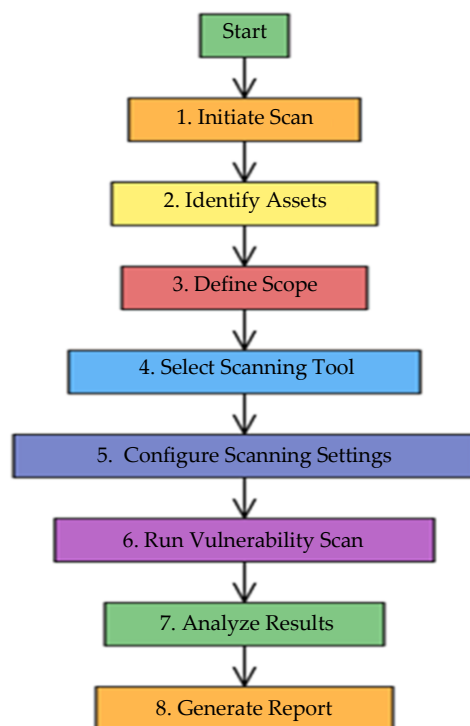 Start
1. Initiate Scan
2. Identify Assets
3. Define Scope
4. Select Scanning Tool
5. Configure Scanning Settings
6. Run Vulnerability Scan
7. Analyze Results
8. Generate Report